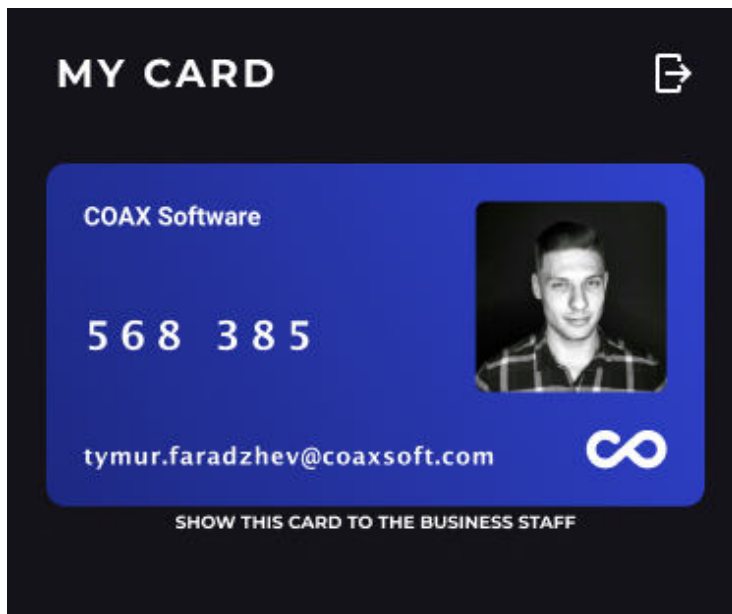 MY CARD
COAX Software
568 385
tymur.faradzhev@coaxsoft.com
SHOW THIS CARD TO THE BUSINESS STAFF